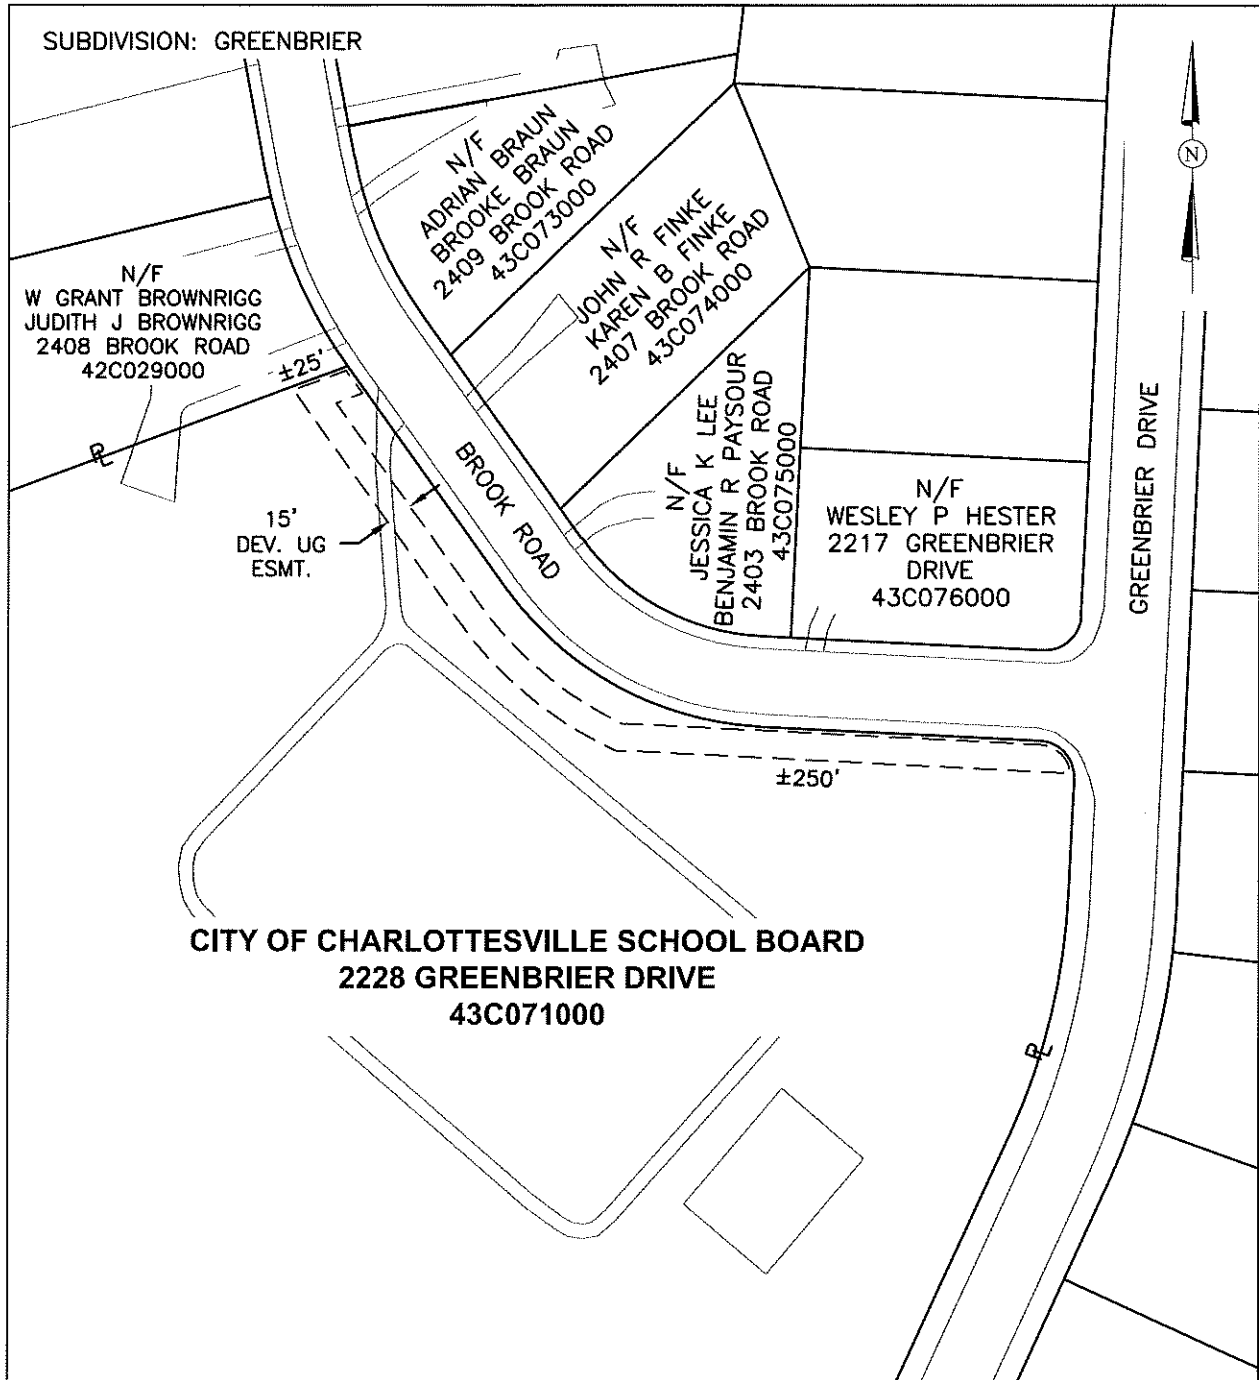 SUBDIVISION: GREENBRIER
N/F
ADRIAN BRAUN
BROOKE BRAUN
2409 BROOK ROAD
43C073000
N/F
JOHN R FINKE
KAREN B FINKE
2407 BROOK ROAD
43C074000
N
N/F
W GRANT BROWNRIGG
JUDITH J BROWNRIGG
2408 BROOK ROAD
42C029000
±25'
PL
15'
DEV. UG
ESMT.
BROOK ROAD
N/F
JESSICA K LEE
BENJAMIN R PAYSOUR
2403 BROOK ROAD
43C075000
N/F
WESLEY P HESTER
2217 GREENBRIER
DRIVE
43C076000
GREENBRIER DRIVE
±250'
CITY OF CHARLOTTESVILLE SCHOOL BOARD
2228 GREENBRIER DRIVE
43C071000
PL